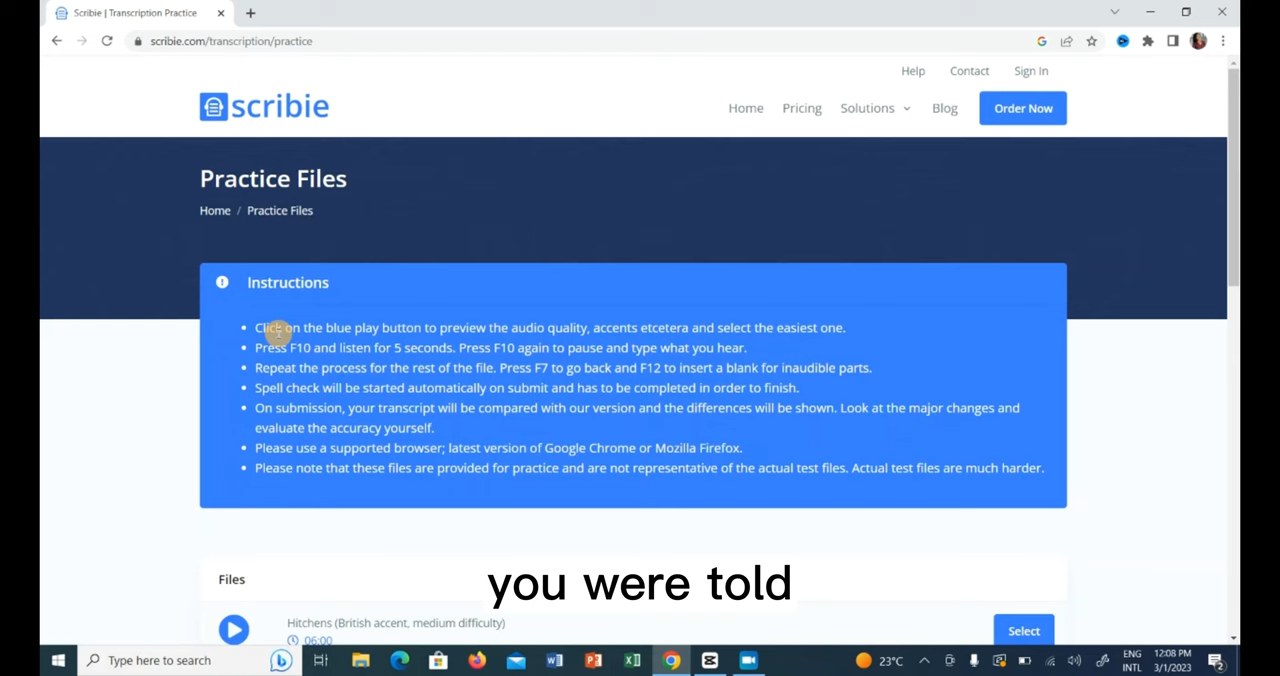 Scribie | Transcription Practice
scribie.com/transcription/practice
Help Contact Sign In
scribie
Home Pricing Solutions Blog Order Now
Practice Files
Home / Practice Files
Instructions
• Click on the blue play button to preview the audio quality, accents etcetera and select the easiest one.
• Press F10 and listen for 5 seconds. Press F10 again to pause and type what you hear.
• Repeat the process for the rest of the file. Press F7 to go back and F12 to insert a blank for inaudible parts.
• Spell check will be started automatically on submit and has to be completed in order to finish.
• On submission, your transcript will be compared with our version and the differences will be shown. Look at the major changes and
evaluate the accuracy yourself.
• Please use a supported browser; latest version of Google Chrome or Mozilla Firefox.
• Please note that these files are provided for practice and are not representative of the actual test files. Actual test files are much harder.
Files
you were told
Hitchens (British accent, medium difficulty)
06:00
Select
Type here to search
23°C
ENG
INTL
12:08 PM
3/1/2023
2